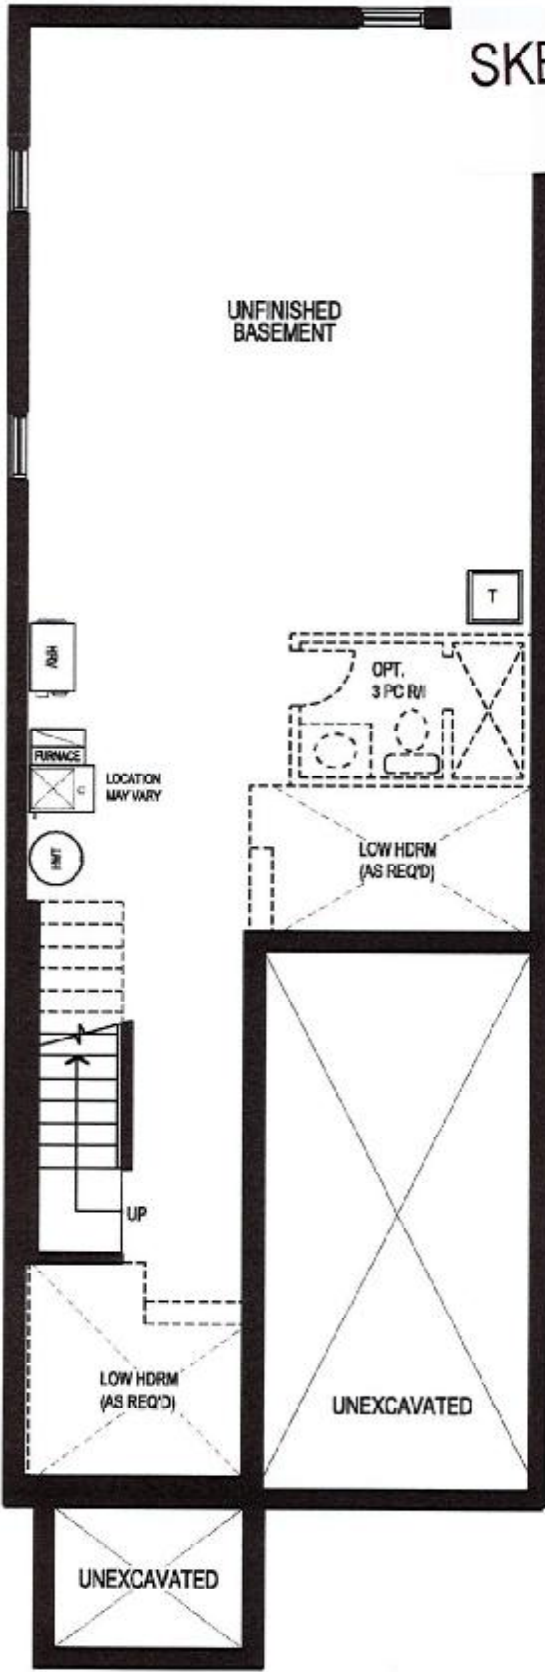 SKE
UNFINISHED
BASEMENT
T
HRV
OPT.
3 PC R/I
FURNACE
C
LOCATION
MAY VARY
HWT
LOW HDRM
(AS REQ'D)
UP
LOW HDRM
(AS REQ'D)
UNEXCAVATED
UNEXCAVATED